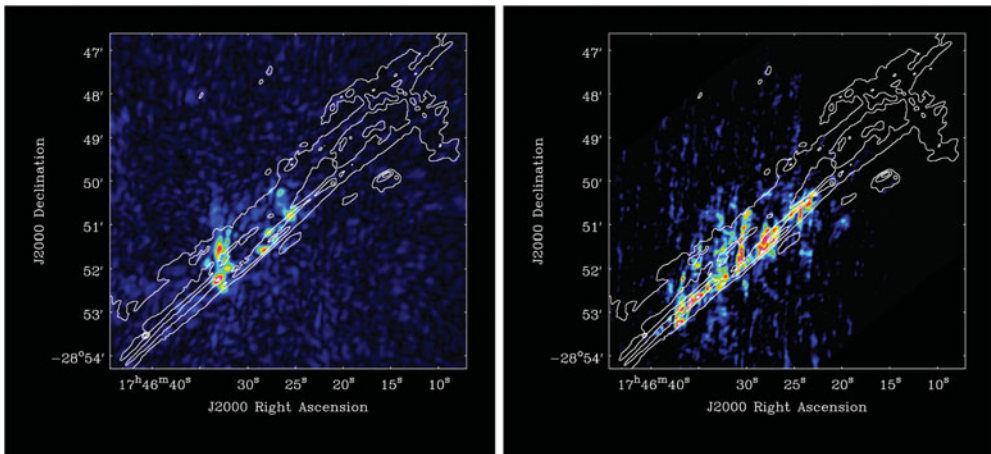 47′
48′
49′
50′
51′
52′
53′
−28°54′
J2000 Declination
17ʰ46ᵐ40ˢ
30ˢ
25ˢ
20ˢ
15ˢ
10ˢ
J2000 Right Ascension
47′
48′
49′
50′
51′
52′
53′
−28°54′
J2000 Declination
17ʰ46ᵐ40ˢ
30ˢ
25ˢ
20ˢ
15ˢ
10ˢ
J2000 Right Ascension